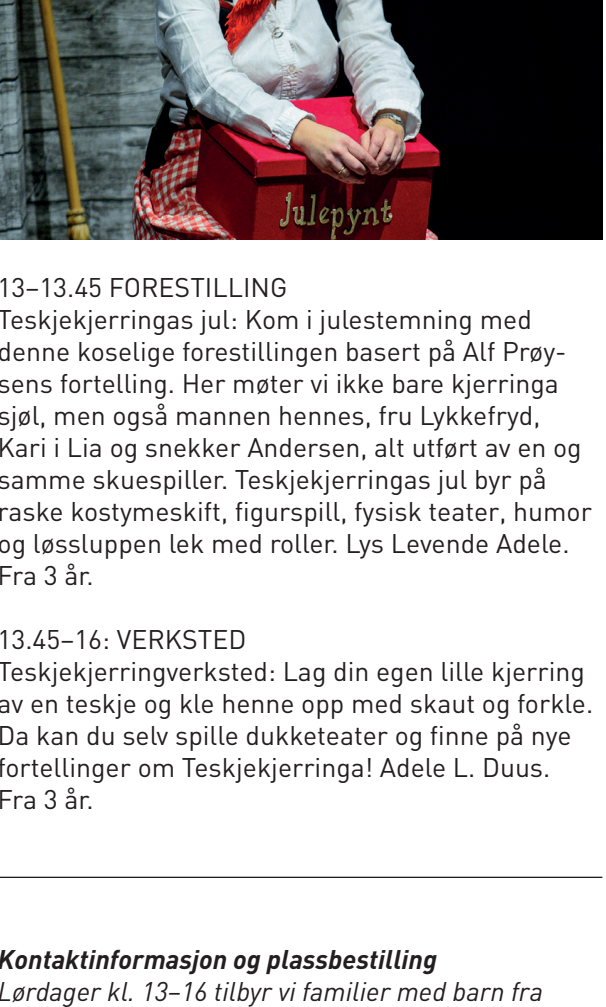 Julepynt
13–13.45 FORESTILLING
Teskjekjerringas jul: Kom i julestemning med
denne koselige forestillingen basert på Alf Prøy-
sens fortelling. Her møter vi ikke bare kjerringa
sjøl, men også mannen hennes, fru Lykkefryd,
Kari i Lia og snekker Andersen, alt utført av en og
samme skuespiller. Teskjekjerringas jul byr på
raske kostymeskift, figurspill, fysisk teater, humor
og løssluppen lek med roller. Lys Levende Adele.
Fra 3 år.
13.45–16: VERKSTED
Teskjekjerringverksted: Lag din egen lille kjerring
av en teskje og kle henne opp med skaut og forkle.
Da kan du selv spille dukketeater og finne på nye
fortellinger om Teskjekjerringa! Adele L. Duus.
Fra 3 år.
Kontaktinformasjon og plassbestilling
Lørdager kl. 13–16 tilbyr vi familier med barn fra